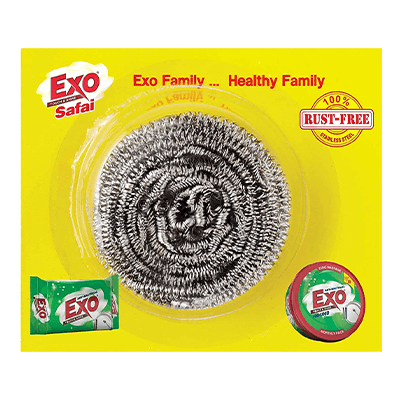 Exo
Safai
Exo Family ... Healthy Family
100%
RUST-FREE
STAINLESS STEEL
Exo
Exo